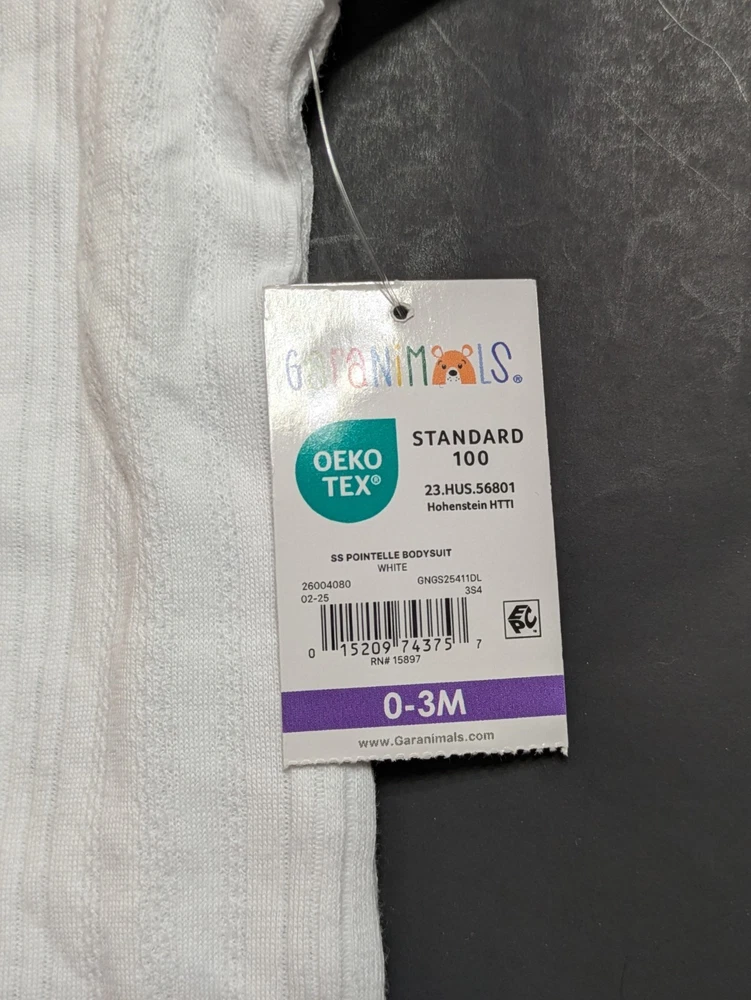 GaraNiMALS®
OEKO
TEX®
STANDARD
100
23.HUS.56801
Hohenstein HTTI
SS POINTELLE BODYSUIT
WHITE
26004080 GNGS25411DL
02-25 3S4
0 15209 74375 7
EPC
RN# 15897
0-3M
www.Garanimals.com